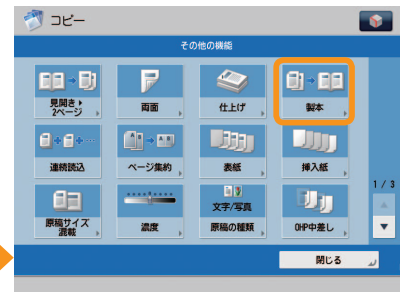 コピー
その他の機能
見開き▸
2ページ
両面
仕上げ
製本
連続読込
ページ集約
表紙
挿入紙
原稿サイズ
混載
濃度
文字/写真
原稿の種類
OHP中差し
1 / 3
閉じる